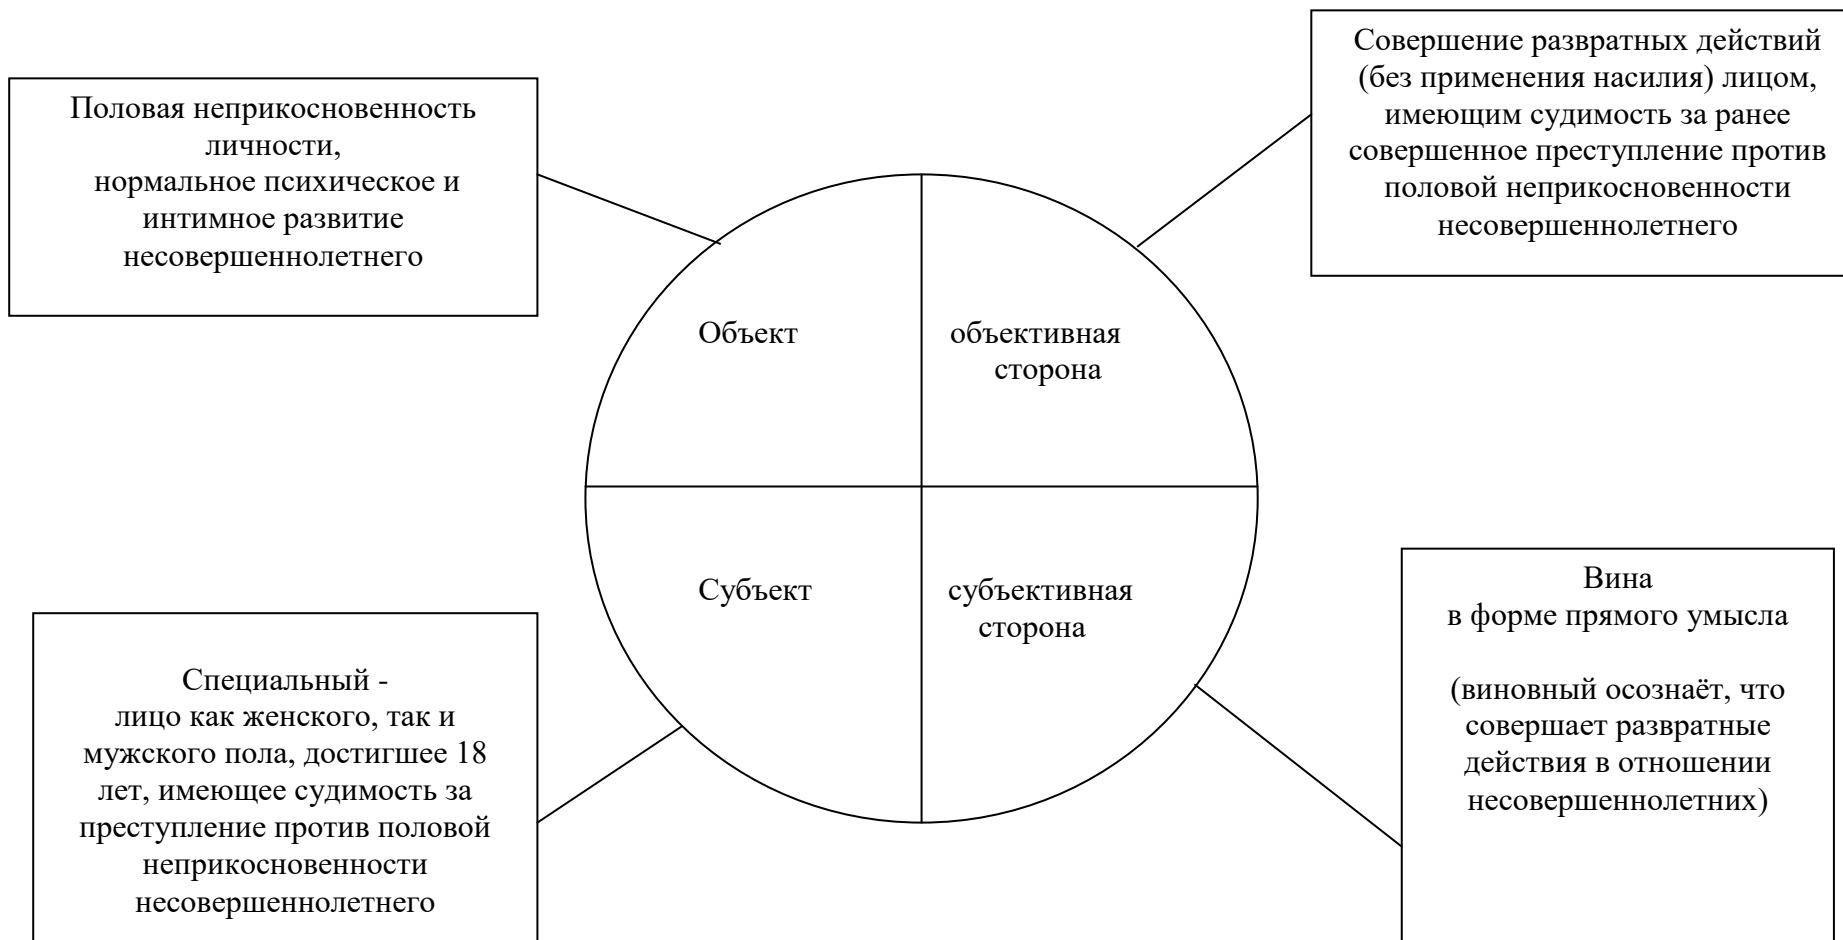 Половая неприкосновенность
личности,
нормальное психическое и
интимное развитие
несовершеннолетнего
Совершение развратных действий
(без применения насилия) лицом,
имеющим судимость за ранее
совершенное преступление против
половой неприкосновенности
несовершеннолетнего
Объект
объективная
сторона
Субъект
субъективная
сторона
Специальный -
лицо как женского, так и
мужского пола, достигшее 18
лет, имеющее судимость за
преступление против половой
неприкосновенности
несовершеннолетнего
Вина
в форме прямого умысла
(виновный осознаёт, что
совершает развратные
действия в отношении
несовершеннолетних)